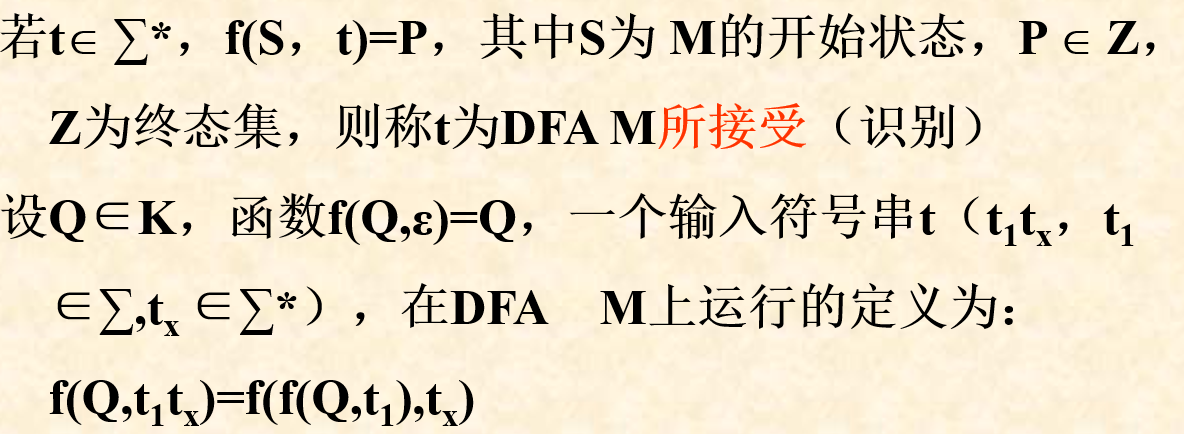 若t∈ ∑*，f(S，t)=P，其中S为 M的开始状态，P ∈ Z，
Z为终态集，则称t为DFA M所接受（识别）
设Q∈K，函数f(Q,ε)=Q，一个输入符号串t（t₁tₓ，t₁
∈∑,tₓ ∈∑*），在DFA M上运行的定义为：
f(Q,t₁tₓ)=f(f(Q,t₁),tₓ)